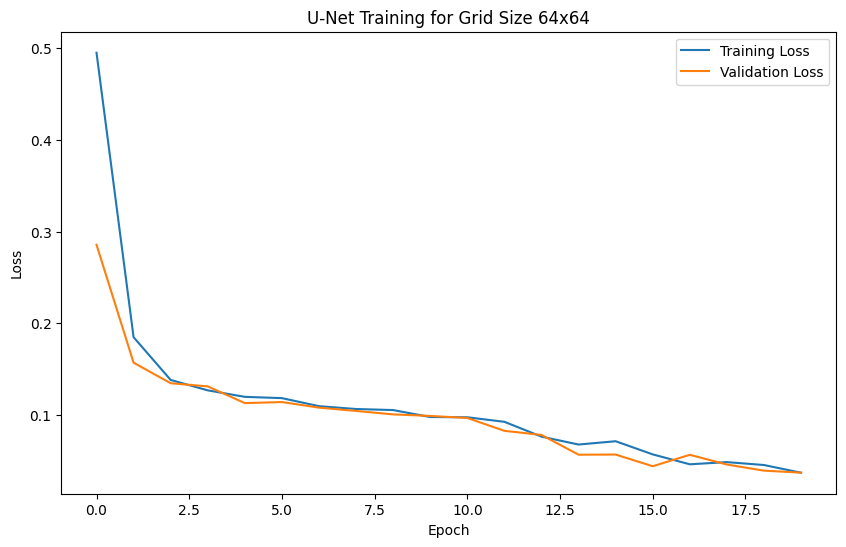 U-Net Training for Grid Size 64x64
Training Loss
Validation Loss
0.5
0.4
0.3
0.2
0.1
Loss
0.0
2.5
5.0
7.5
10.0
12.5
15.0
17.5
Epoch